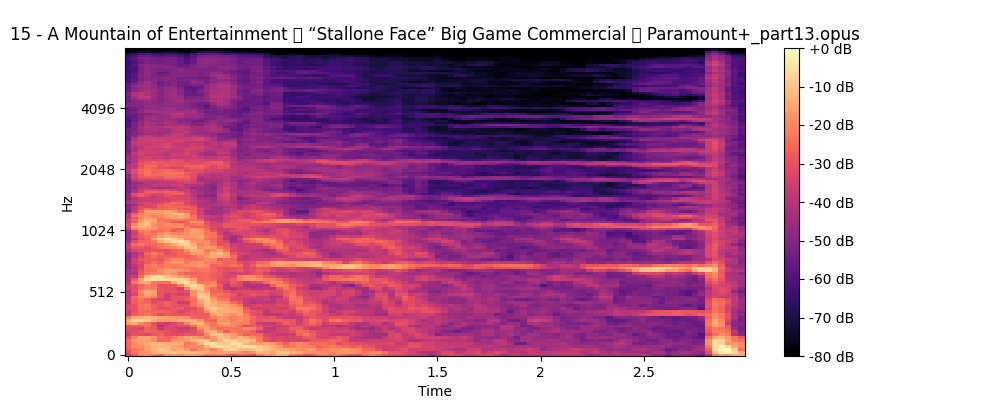 15 - A Mountain of Entertainment ▯ “Stallone Face” Big Game Commercial ▯ Paramount+_part13.opus
Hz
4096
2048
1024
512
0
0 0.5 1 1.5 2 2.5
Time
+0 dB
-10 dB
-20 dB
-30 dB
-40 dB
-50 dB
-60 dB
-70 dB
-80 dB